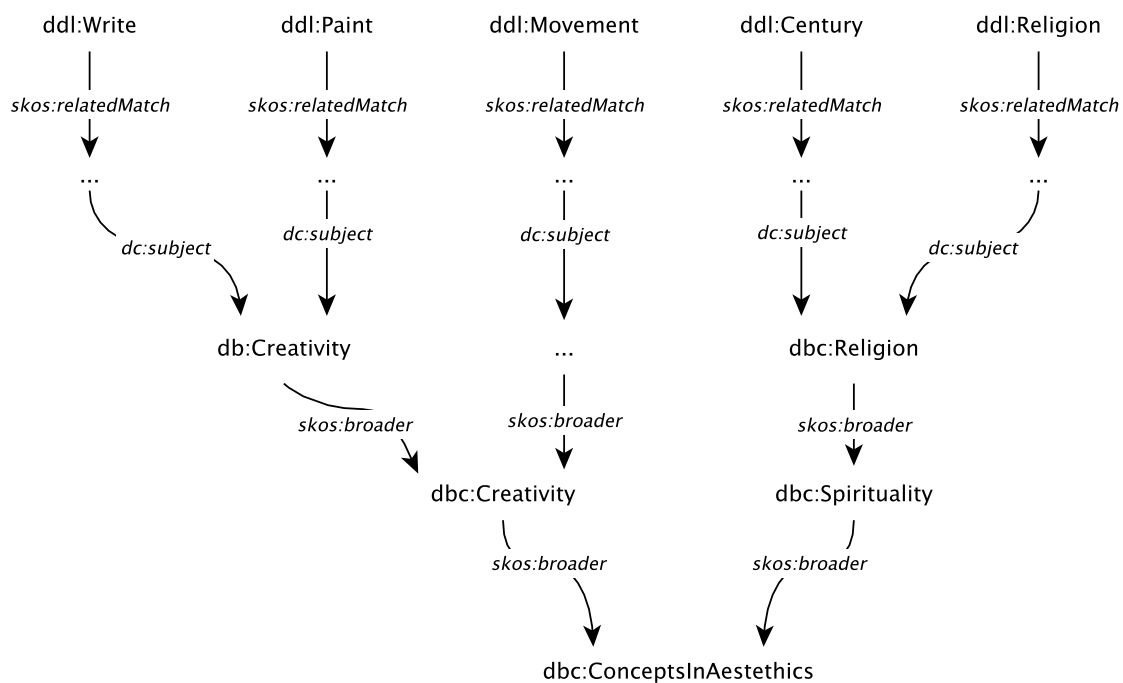 ddl:Write ddl:Paint ddl:Movement ddl:Century ddl:Religion
skos:relatedMatch skos:relatedMatch skos:relatedMatch skos:relatedMatch skos:relatedMatch
... ... ... ... ...
dc:subject dc:subject dc:subject dc:subject dc:subject
db:Creativity ... dbc:Religion
skos:broader skos:broader skos:broader
dbc:Creativity dbc:Spirituality
skos:broader skos:broader
dbc:ConceptsInAestethics